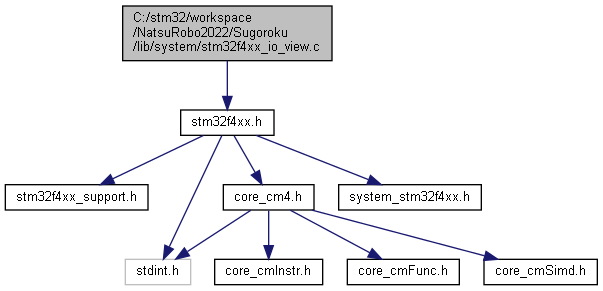 C:/stm32/workspace
/NatsuRobo2022/Sugoroku
/lib/system/stm32f4xx_io_view.c
stm32f4xx.h
stm32f4xx_support.h
core_cm4.h
system_stm32f4xx.h
stdint.h
core_cmInstr.h
core_cmFunc.h
core_cmSimd.h